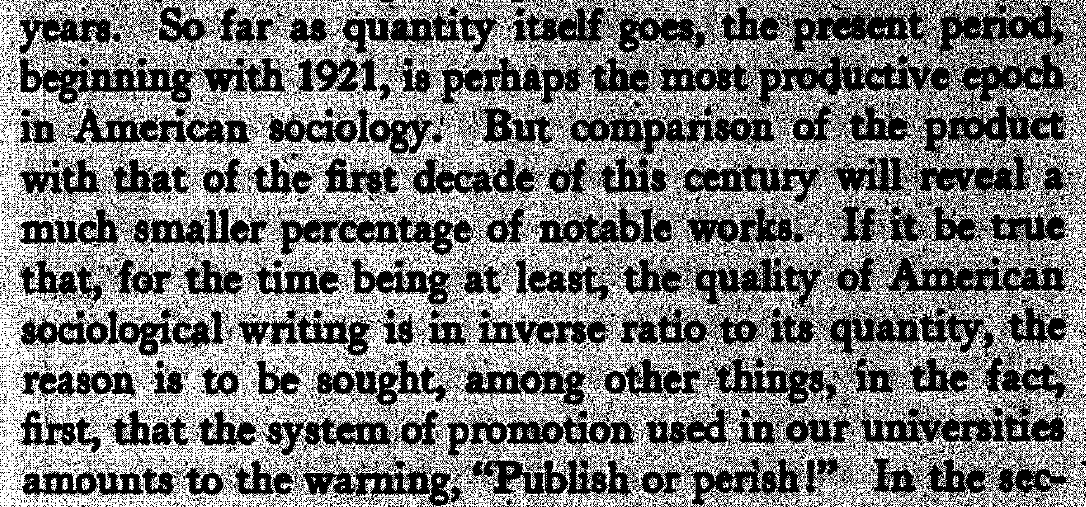 years. So far as quantity itself goes, the present period,
beginning with 1921, is perhaps the most productive epoch
in American sociology. But comparison of the product
with that of the first decade of this century will reveal a
much smaller percentage of notable works. If it be true
that, for the time being at least, the quality of American
sociological writing is in inverse ratio to its quantity, the
reason is to be sought, among other things, in the fact,
first, that the system of promotion used in our universities
amounts to the warning, “Publish or perish!” In the sec-